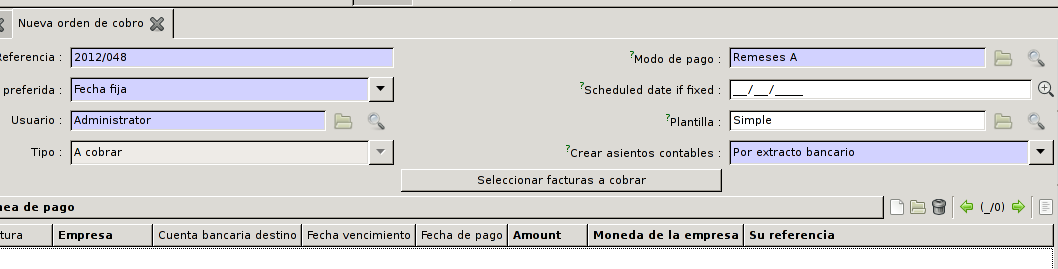 Nueva orden de cobro
Referencia : 2012/048 ?Modo de pago : Remeses A
preferida : Fecha fija ?Scheduled date if fixed : __/__/____
Usuario : Administrator ?Plantilla : Simple
Tipo : A cobrar ?Crear asientos contables : Por extracto bancario
Seleccionar facturas a cobrar
nea de pago (_/0)
tura Empresa Cuenta bancaria destino Fecha vencimiento Fecha de pago Amount Moneda de la empresa Su referencia